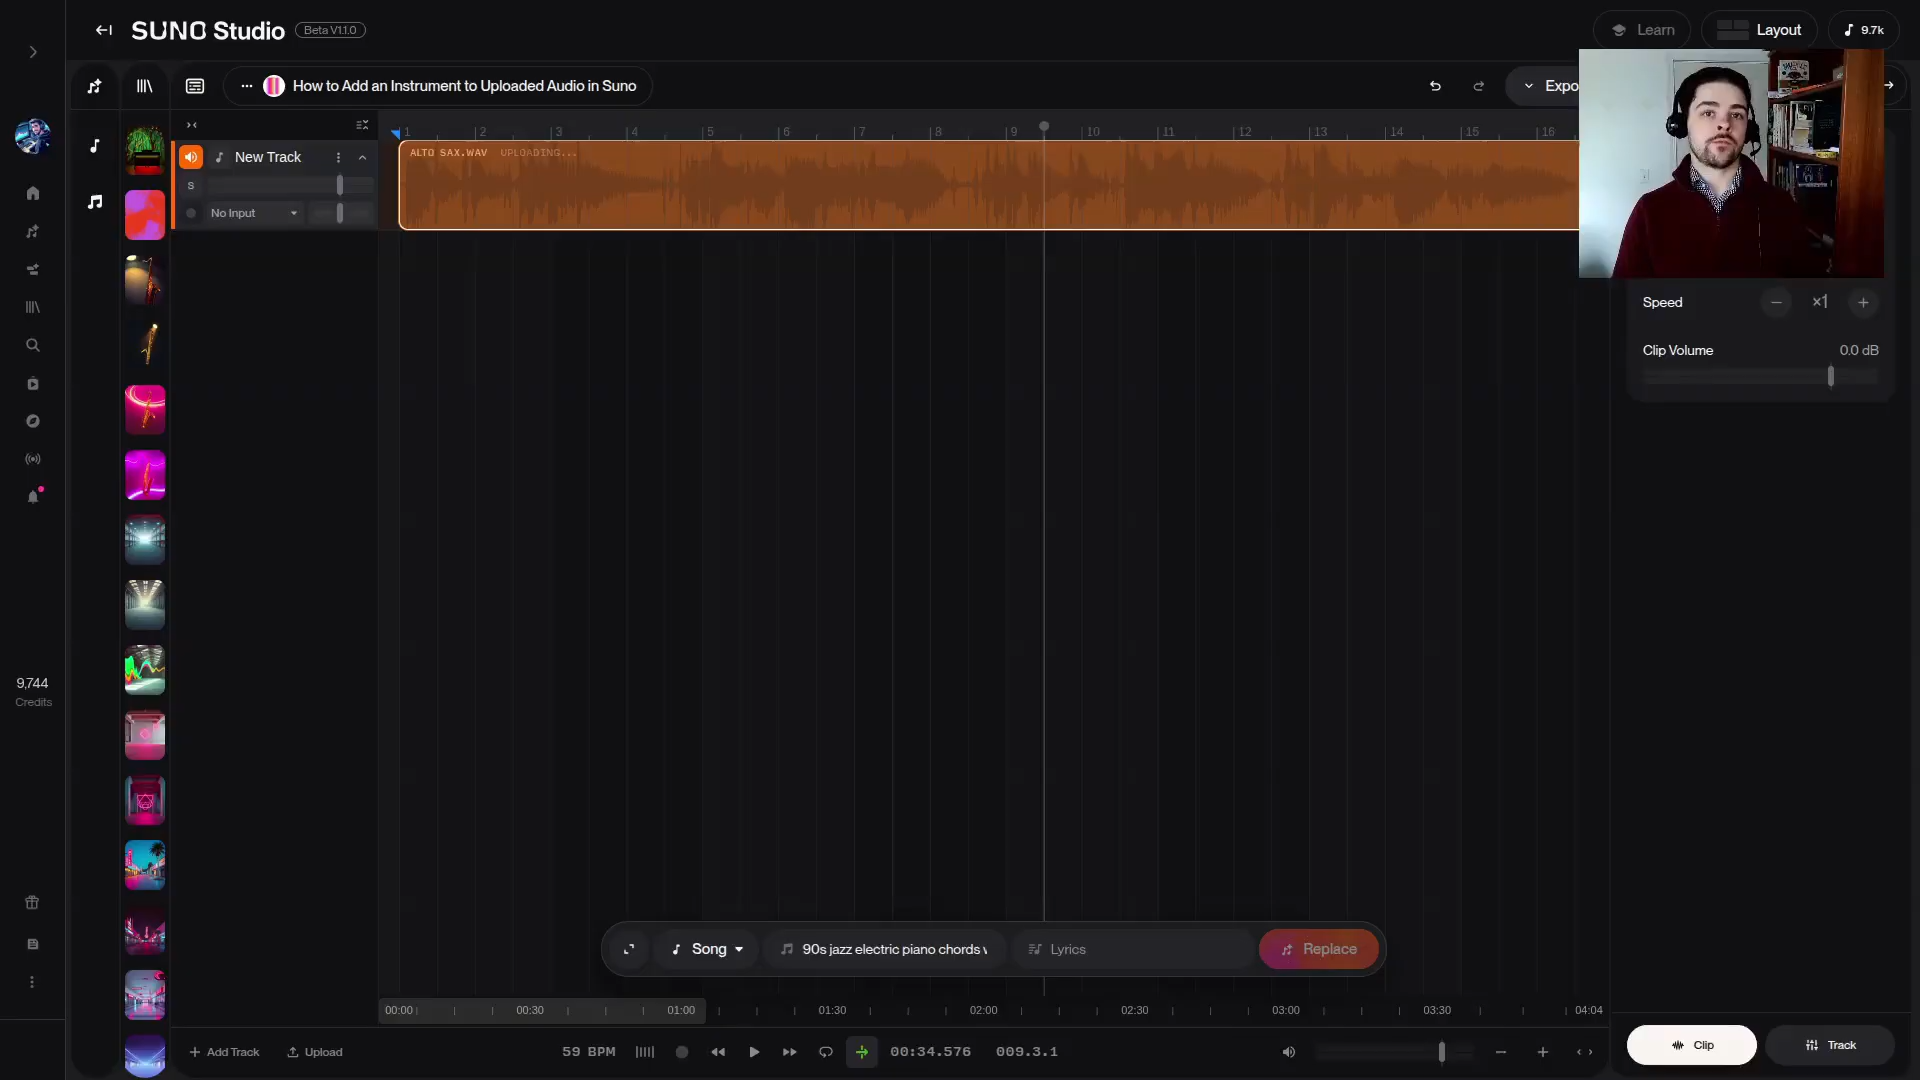 SUNO Studio Beta V1.1.0
Learn
Layout
9.7k
How to Add an Instrument to Uploaded Audio in Suno
Expo
1 2 3 4 5 6 7 8 9 10 11 12 13 14 15 16
New Track
ALTO SAX.WAV UPLOADING...
S
No Input
Speed
×1
Clip Volume 0.0 dB
9,744
Credits
Song
90s jazz electric piano chords
Lyrics
Replace
00:00 00:30 01:00 01:30 02:00 02:30 03:00 03:30 04:04
Add Track
Upload
59 BPM
00:34.576
009.3.1
Clip
Track